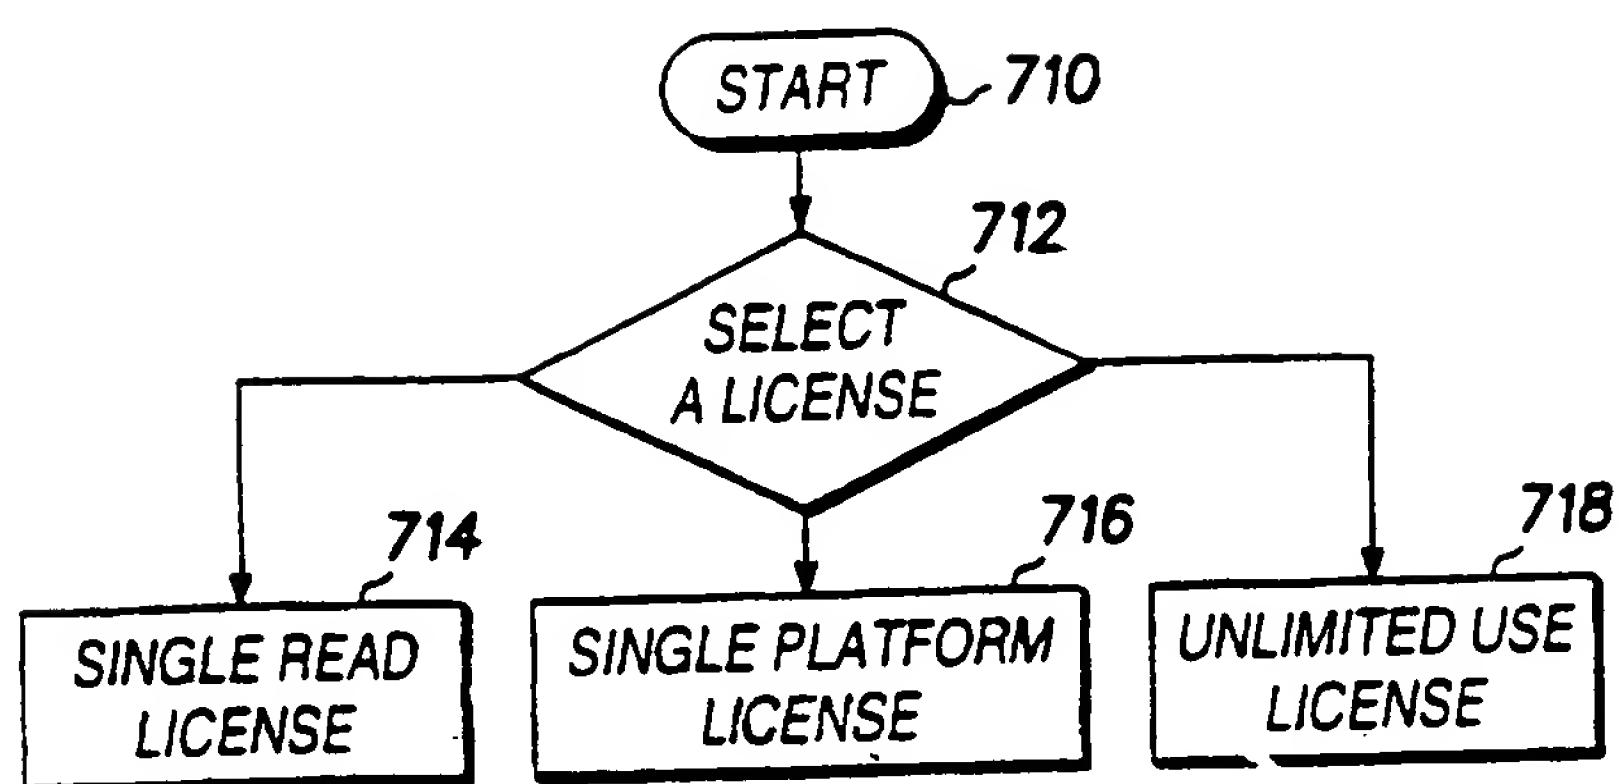 START
710
712
SELECT
A LICENSE
714
716
718
SINGLE READ
LICENSE
SINGLE PLATFORM
LICENSE
UNLIMITED USE
LICENSE